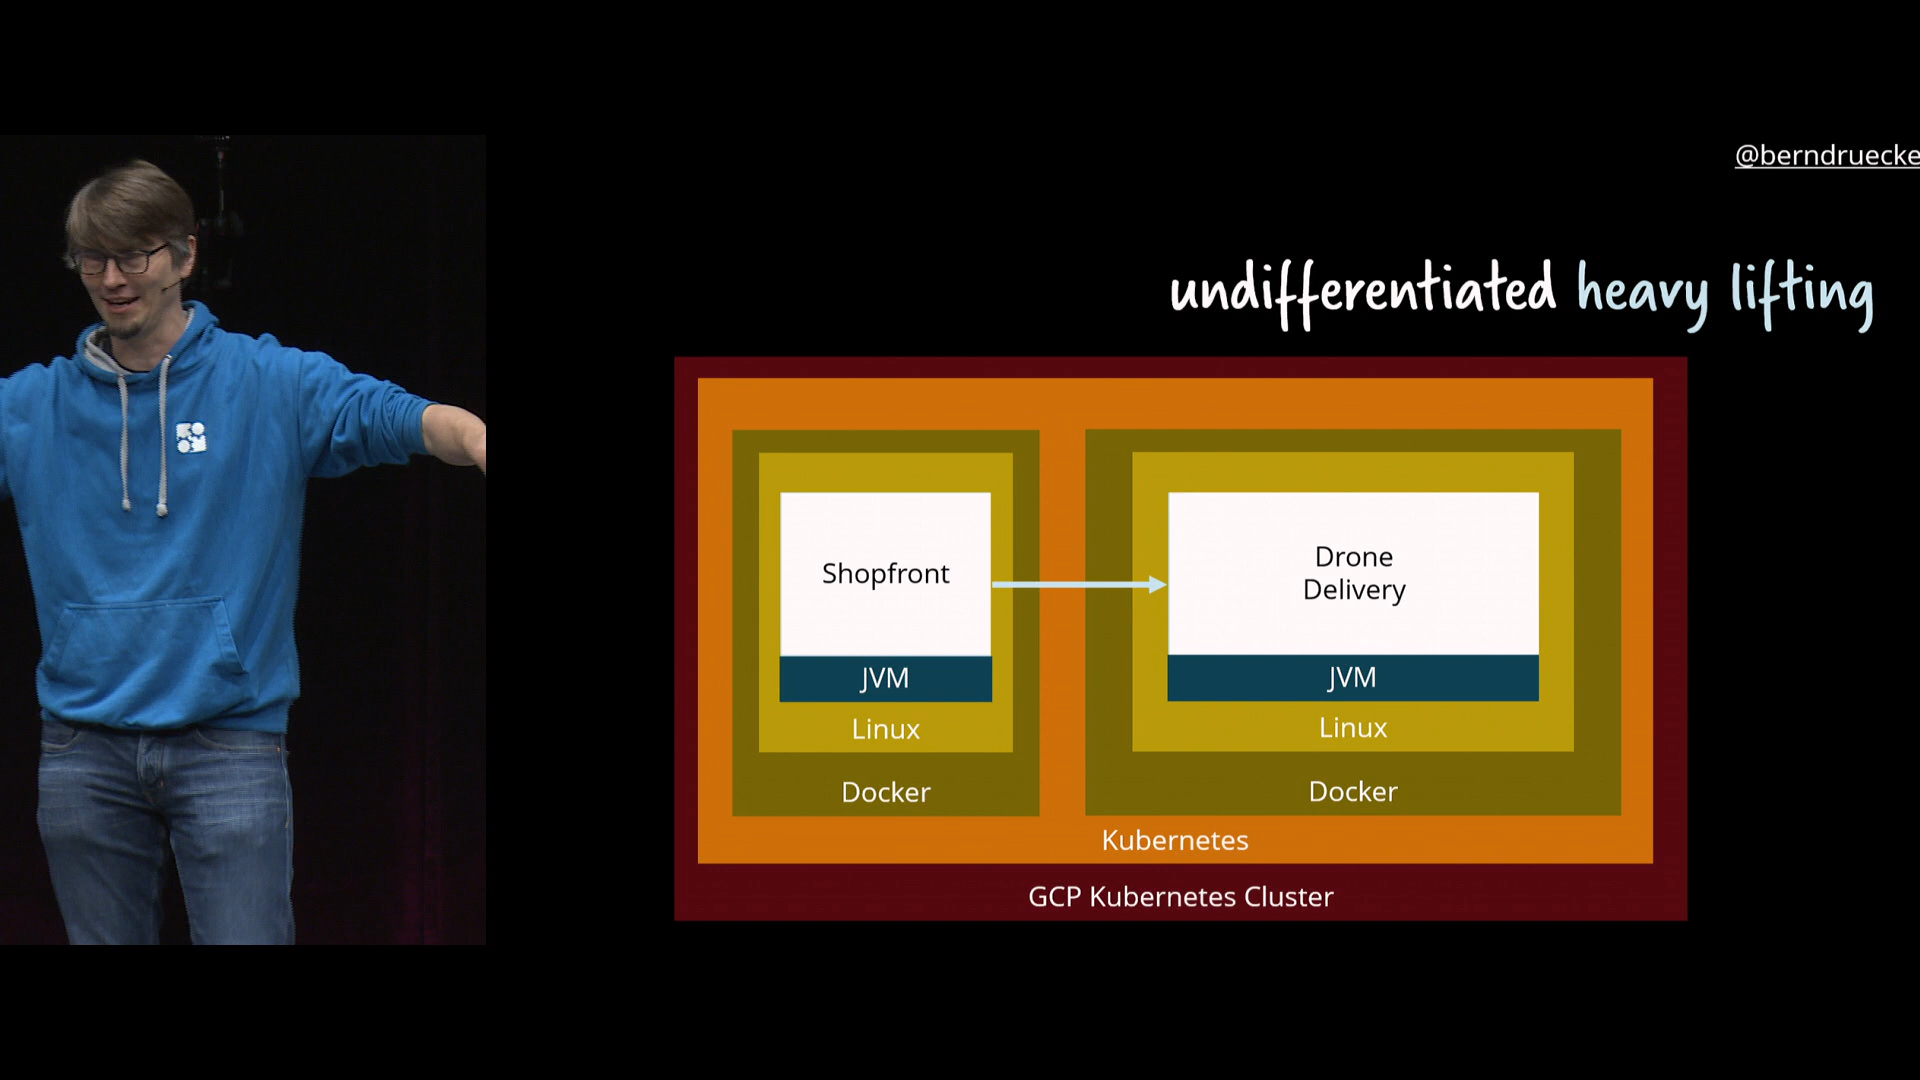 @berndruecke
undifferentiated heavy lifting
Shopfront
Drone
Delivery
JVM
JVM
Linux
Linux
Docker
Docker
Kubernetes
GCP Kubernetes Cluster